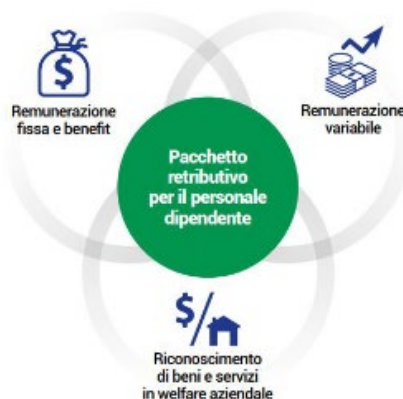 Remunerazione
fissa e benefit
Remunerazione
variabile
Pacchetto
retributivo
per il personale
dipendente
Riconoscimento
di beni e servizi
in welfare aziendale